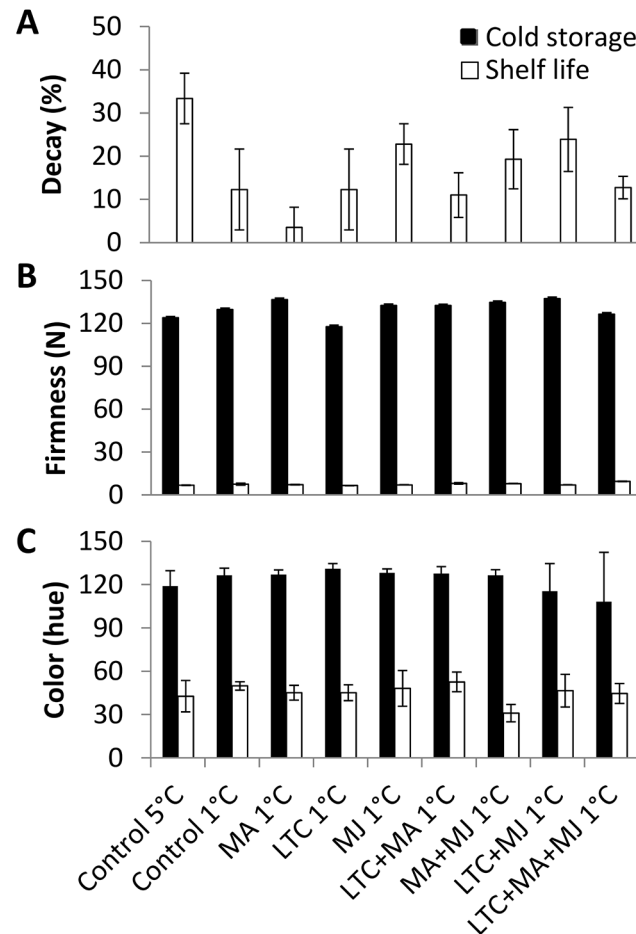 A
50
40
30
20
10
0
Decay (%)
Cold storage
Shelf life
B
150
120
90
60
30
0
Firmness (N)
C
150
120
90
60
30
0
Color (hue)
Control 5°C
Control 1°C
MA 1°C
LTC 1°C
MJ 1°C
LTC+MA 1°C
MA+MJ 1°C
LTC+MJ 1°C
LTC+MA+MJ 1°C